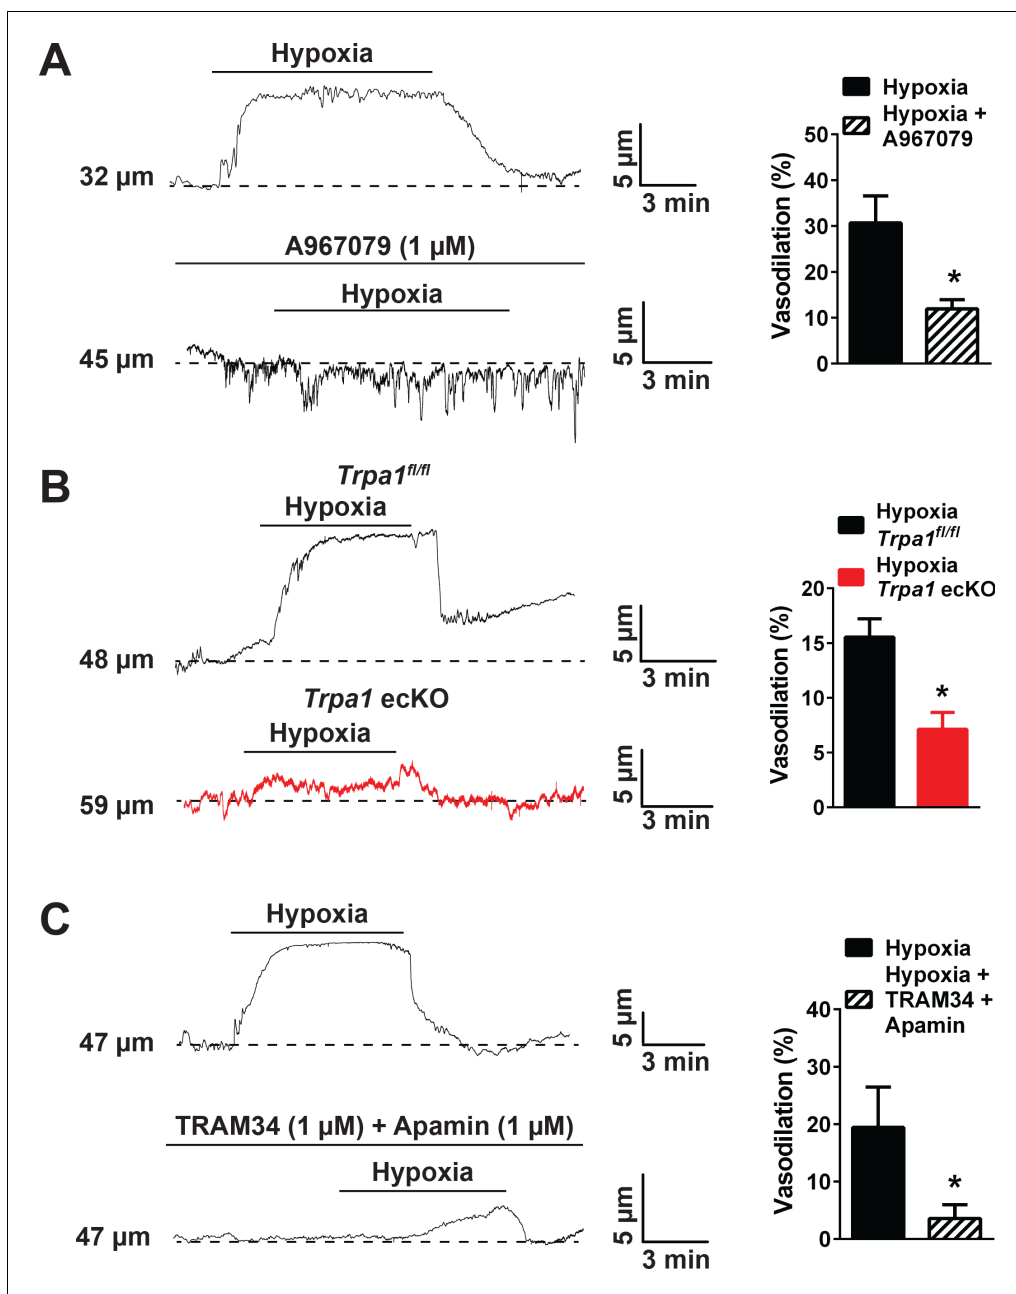 A
Hypoxia
32 µm
5 µm
3 min
A967079 (1 µM)
Hypoxia
45 µm
5 µm
3 min
Hypoxia
Hypoxia +
A967079
Vasodilation (%)
50
40
30
20
10
0
*
B
Trpa1fl/fl
Hypoxia
48 µm
5 µm
3 min
Trpa1 ecKO
Hypoxia
59 µm
5 µm
3 min
Hypoxia
Trpa1fl/fl
Hypoxia
Trpa1 ecKO
Vasodilation (%)
20
15
10
5
0
*
C
Hypoxia
47 µm
5 µm
3 min
TRAM34 (1 µM) + Apamin (1 µM)
Hypoxia
47 µm
5 µm
3 min
Hypoxia
Hypoxia +
TRAM34 +
Apamin
Vasodilation (%)
40
30
20
10
0
*